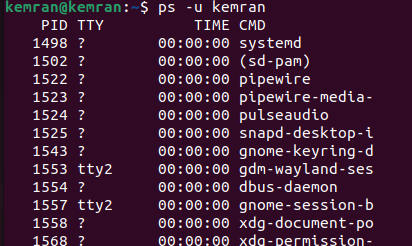 kemran@kemran:~$ ps -u kemran
    PID TTY          TIME CMD
   1498 ?        00:00:00 systemd
   1502 ?        00:00:00 (sd-pam)
   1522 ?        00:00:00 pipewire
   1523 ?        00:00:00 pipewire-media-
   1524 ?        00:00:00 pulseaudio
   1525 ?        00:00:00 snapd-desktop-i
   1543 ?        00:00:00 gnome-keyring-d
   1553 tty2     00:00:00 gdm-wayland-ses
   1554 ?        00:00:00 dbus-daemon
   1557 tty2     00:00:00 gnome-session-b
   1558 ?        00:00:00 xdg-document-po
   1568 ?        00:00:00 xdg-permission-